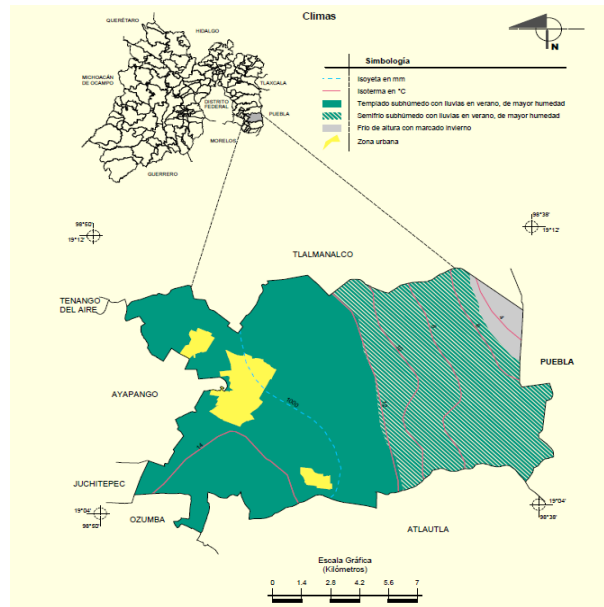 Climas
QUERÉTARO
HIDALGO
MICHOACÁN
DE OCAMPO
TLAXCALA
DISTRITO
FEDERAL
PUEBLA
MORELOS
GUERRERO
N
Simbología
Isoyeta en mm
Isoterma en °C
Templado subhúmedo con lluvias en verano, de mayor humedad
Semifrío subhúmedo con lluvias en verano, de mayor humedad
Frío de altura con marcado invierno
Zona urbana
98°50'
19°12'
98°38'
19°12'
TLALMANALCO
TENANGO
DEL AIRE
AYAPANGO
PUEBLA
1000
12
10
14
JUCHITEPEC
OZUMBA
ATLAUTLA
19°04'
98°50'
19°04'
98°38'
Escala Gráfica
(Kilómetros)
0 1.4 2.8 4.2 5.6 7